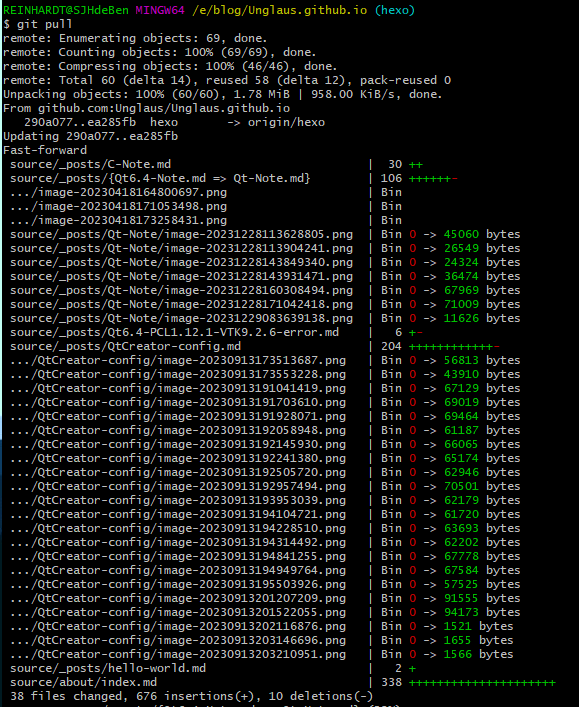 REINHARDT@SJHdeBen MINGW64 /e/blog/Unglaus.github.io (hexo)
$ git pull
remote: Enumerating objects: 69, done.
remote: Counting objects: 100% (69/69), done.
remote: Compressing objects: 100% (46/46), done.
remote: Total 60 (delta 14), reused 58 (delta 12), pack-reused 0
Unpacking objects: 100% (60/60), 1.78 MiB | 958.00 KiB/s, done.
From github.com:Unglaus/Unglaus.github.io
   290a077..ea285fb  hexo       -> origin/hexo
Updating 290a077..ea285fb
Fast-forward
 source/_posts/C-Note.md                            |  30 ++
 source/_posts/{Qt6.4-Note.md => Qt-Note.md}        | 106 ++++++-
 .../image-20230418164800697.png                    | Bin
 .../image-20230418171053498.png                    | Bin
 .../image-20230418173258431.png                    | Bin
 source/_posts/Qt-Note/image-20231228113628805.png  | Bin 0 -> 45060 bytes
 source/_posts/Qt-Note/image-20231228113904241.png  | Bin 0 -> 26549 bytes
 source/_posts/Qt-Note/image-20231228143849340.png  | Bin 0 -> 24324 bytes
 source/_posts/Qt-Note/image-20231228143931471.png  | Bin 0 -> 36474 bytes
 source/_posts/Qt-Note/image-20231228160308494.png  | Bin 0 -> 67969 bytes
 source/_posts/Qt-Note/image-20231228171042418.png  | Bin 0 -> 71009 bytes
 source/_posts/Qt-Note/image-20231229083639138.png  | Bin 0 -> 11626 bytes
 source/_posts/Qt6.4-PCL1.12.1-VTK9.2.6-error.md    |   6 +-
 source/_posts/QtCreator-config.md                  | 204 ++++++++++++-
 .../QtCreator-config/image-20230913173513687.png   | Bin 0 -> 56813 bytes
 .../QtCreator-config/image-20230913173553228.png   | Bin 0 -> 43910 bytes
 .../QtCreator-config/image-20230913191041419.png   | Bin 0 -> 67129 bytes
 .../QtCreator-config/image-20230913191703610.png   | Bin 0 -> 69019 bytes
 .../QtCreator-config/image-20230913191928071.png   | Bin 0 -> 69464 bytes
 .../QtCreator-config/image-20230913192058948.png   | Bin 0 -> 61187 bytes
 .../QtCreator-config/image-20230913192145930.png   | Bin 0 -> 66065 bytes
 .../QtCreator-config/image-20230913192241380.png   | Bin 0 -> 65174 bytes
 .../QtCreator-config/image-20230913192505720.png   | Bin 0 -> 62946 bytes
 .../QtCreator-config/image-20230913192957494.png   | Bin 0 -> 70501 bytes
 .../QtCreator-config/image-20230913193953039.png   | Bin 0 -> 62179 bytes
 .../QtCreator-config/image-20230913194104721.png   | Bin 0 -> 61720 bytes
 .../QtCreator-config/image-20230913194228510.png   | Bin 0 -> 63693 bytes
 .../QtCreator-config/image-20230913194314492.png   | Bin 0 -> 62202 bytes
 .../QtCreator-config/image-20230913194841255.png   | Bin 0 -> 67778 bytes
 .../QtCreator-config/image-20230913194949764.png   | Bin 0 -> 67584 bytes
 .../QtCreator-config/image-20230913195503926.png   | Bin 0 -> 57525 bytes
 .../QtCreator-config/image-20230913201207209.png   | Bin 0 -> 91555 bytes
 .../QtCreator-config/image-20230913201522055.png   | Bin 0 -> 94173 bytes
 .../QtCreator-config/image-20230913202116876.png   | Bin 0 -> 1521 bytes
 .../QtCreator-config/image-20230913203146696.png   | Bin 0 -> 1655 bytes
 .../QtCreator-config/image-20230913203210951.png   | Bin 0 -> 1566 bytes
 source/_posts/hello-world.md                       |   2 +
 source/about/index.md                              | 338 +++++++++++++++++++++
 38 files changed, 676 insertions(+), 10 deletions(-)